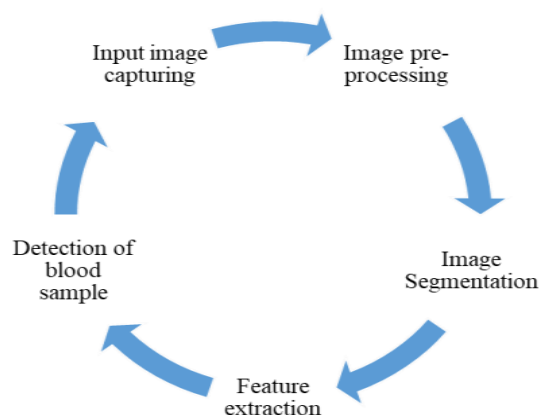 Input image
capturing
Image pre-
processing
Image
Segmentation
Feature
extraction
Detection of
blood
sample